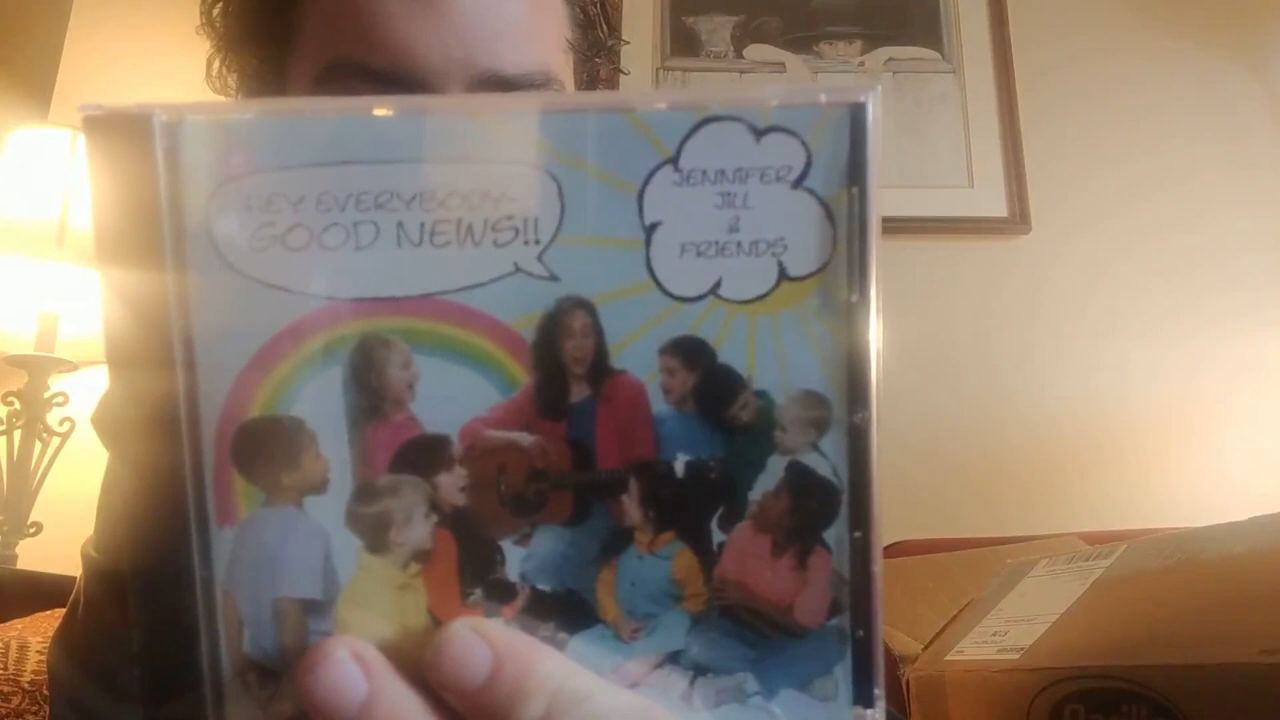 HEY EVERYBODY-
GOOD NEWS!!
JENNIFER
JILL
&
FRIENDS